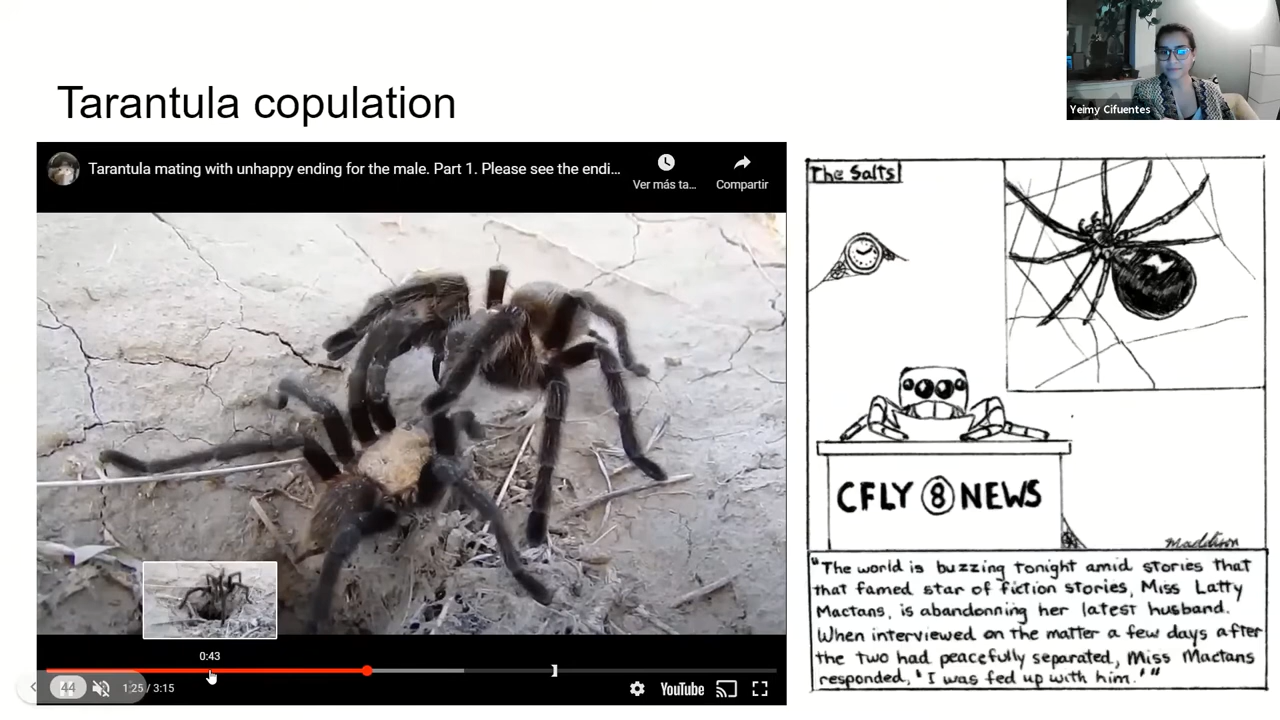 Yeimy Cifuentes
Tarantula copulation
Tarantula mating with unhappy ending for the male. Part 1. Please see the endi...
Ver más ta...
Compartir
0:43
44
1:25 / 3:15
YouTube
The Salts
CFLY 8 NEWS
maddison
"The world is buzzing tonight amid stories that
that famed star of fiction stories, Miss Latty
Mactans, is abandonning her latest husband.
When interviewed on the matter a few days after
the two had peacefully separated, Miss Mactans
responded, 'I was fed up with him.'"